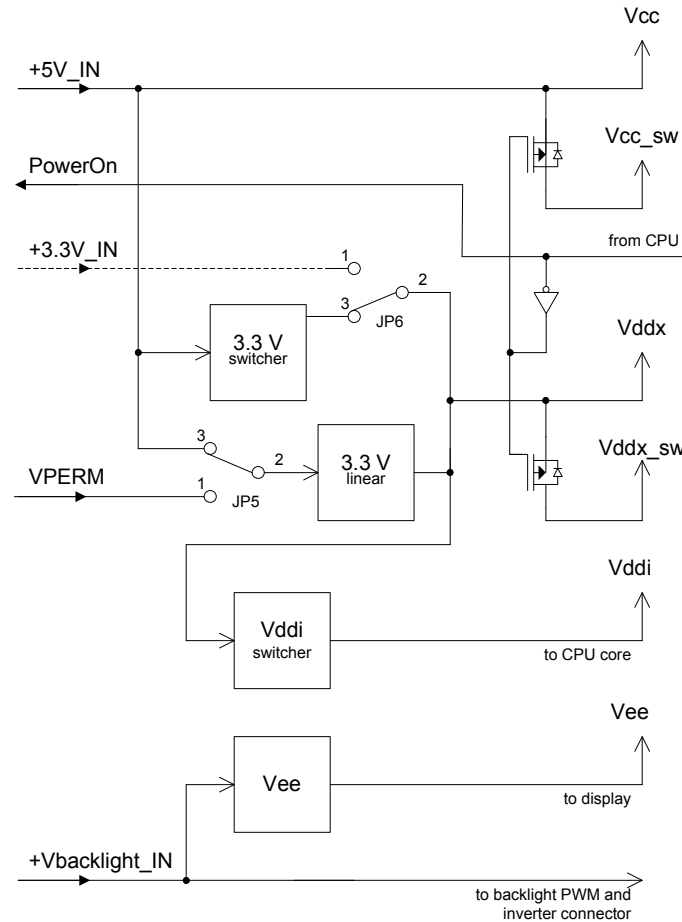 Vcc
+5V_IN
Vcc_sw
PowerOn
from CPU
+3.3V_IN
1
2
3
JP6
3.3 V
switcher
Vddx
3
2
3.3 V
linear
Vddx_sw
VPERM
1
JP5
Vddi
Vddi
switcher
to CPU core
Vee
Vee
to display
+Vbacklight_IN
to backlight PWM and
inverter connector